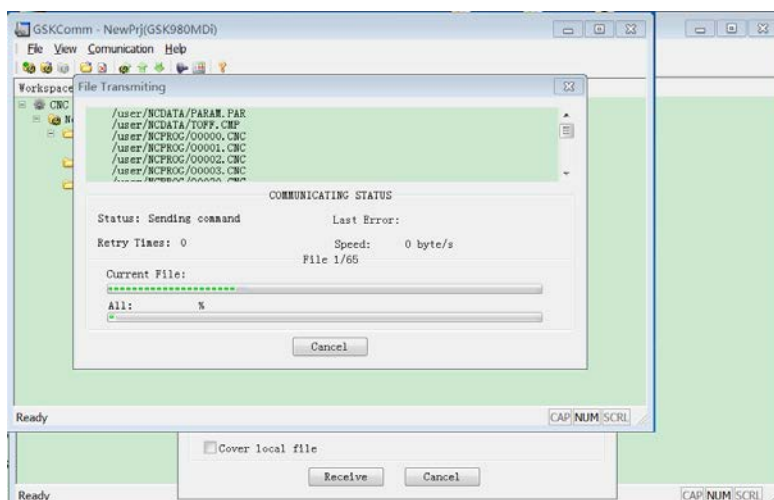 GSKComm - NewPrj(GSK980MDi)
File View Comunication Help
Workspace
File Transmiting
CNC
/user/NCDATA/PARAM.PAR
/user/NCDATA/TOFF.CMP
/user/NCPROG/O0000.CNC
/user/NCPROG/O0001.CNC
/user/NCPROG/O0002.CNC
/user/NCPROG/O0003.CNC
COMMUNICATING STATUS
Status: Sending command Last Error:
Retry Times: 0 Speed: 0 byte/s
File 1/65
Current File:
All: %
Cancel
Ready CAP NUM SCRL
Cover local file
Receive Cancel
Ready CAP NUM SCRL